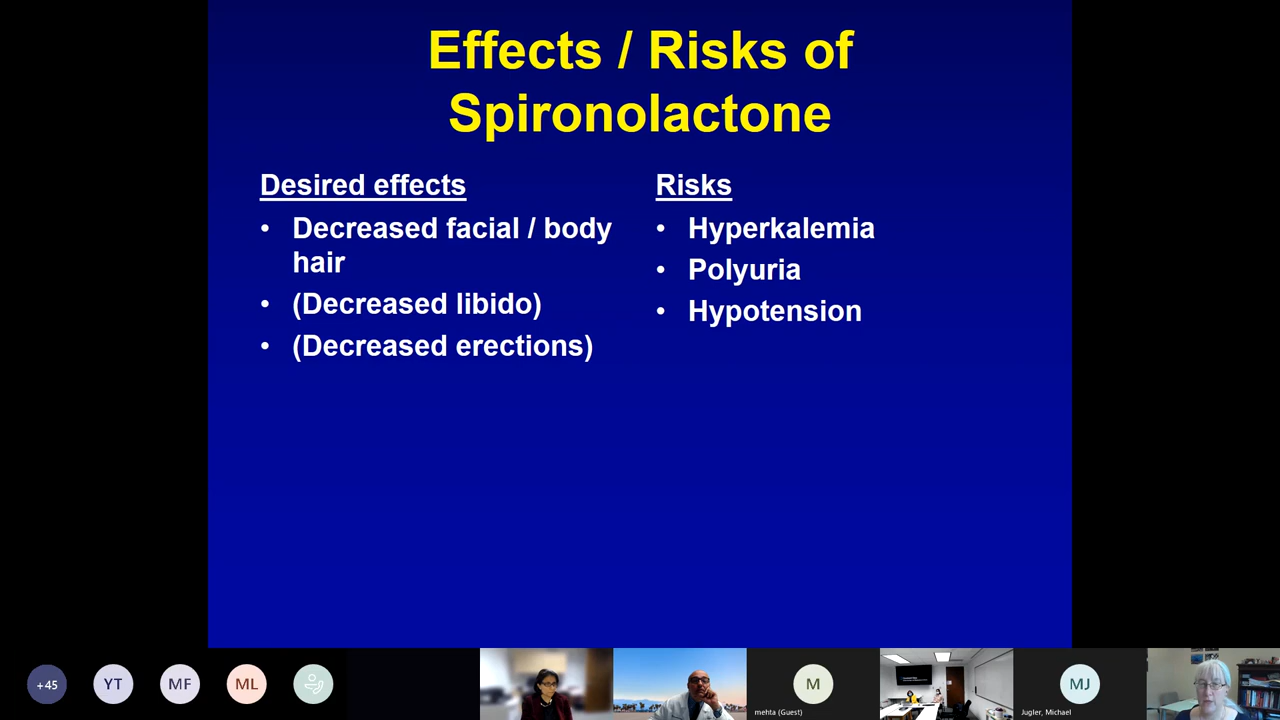 Effects / Risks of
Spironolactone
Desired effects
• Decreased facial / body
hair
• (Decreased libido)
• (Decreased erections)
Risks
• Hyperkalemia
• Polyuria
• Hypotension
+45
YT
MF
ML
M
mehta (Guest)
MJ
Jugler, Michael